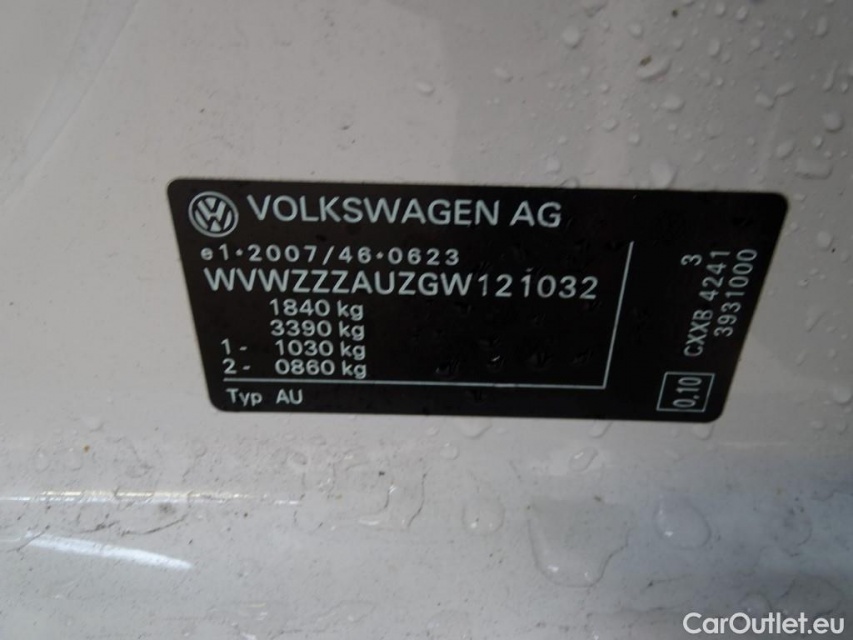 VOLKSWAGEN AG
e1*2007/46*0623
WVWZZZAUZGW121032
1840 kg
3390 kg
1- 1030 kg
2- 0860 kg
Typ AU
3
CXXB 4241
3931000
0,10
CarOutlet.eu